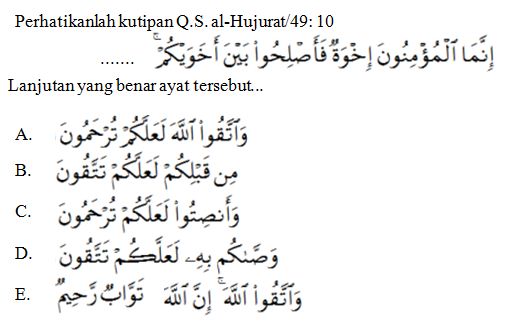 Perhatikanlah kutipan Q.S. al-Hujurat/49: 10
إِنَّمَا ٱلْمُؤْمِنُونَ إِخْوَةٌ فَأَصْلِحُوا۟ بَيْنَ أَخَوَيْكُمْ ۚ .......
Lanjutan yang benar ayat tersebut...
A. وَٱتَّقُوا۟ ٱللَّهَ لَعَلَّكُمْ تُرْحَمُونَ
B. مِن قَبْلِكُمْ لَعَلَّكُمْ تَتَّقُونَ
C. وَأَنصِتُوا۟ لَعَلَّكُمْ تُرْحَمُونَ
D. وَصَّىٰكُم بِهِۦ لَعَلَّكُمْ تَتَّقُونَ
E. وَٱتَّقُوا۟ ٱللَّهَ ۚ إِنَّ ٱللَّهَ تَوَّابٌ رَّحِيمٌ